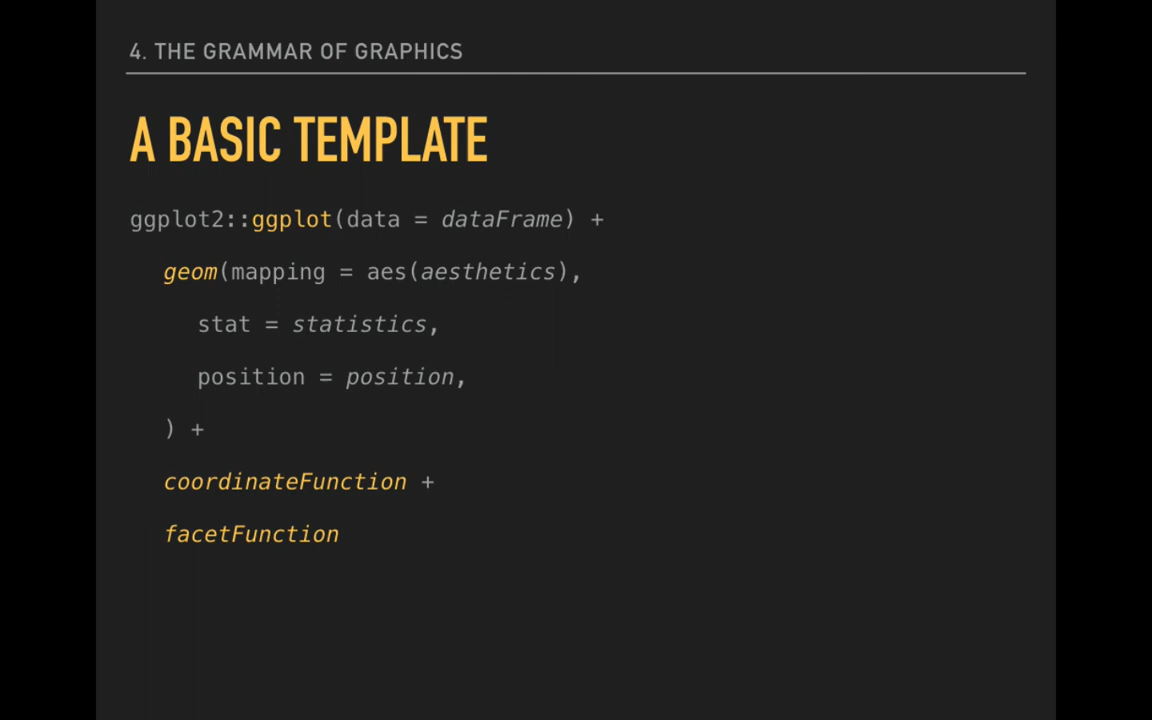 4. THE GRAMMAR OF GRAPHICS
A BASIC TEMPLATE
ggplot2::ggplot(data = dataFrame) +
geom(mapping = aes(aesthetics),
stat = statistics,
position = position,
) +
coordinateFunction +
facetFunction